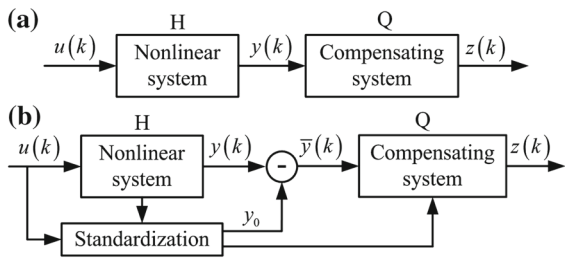 (a)
H
Q
u(k)
Nonlinear
system
y(k)
Compensating
system
z(k)
(b)
H
Q
u(k)
Nonlinear
system
y(k)
-
y̅(k)
Compensating
system
z(k)
y₀
Standardization